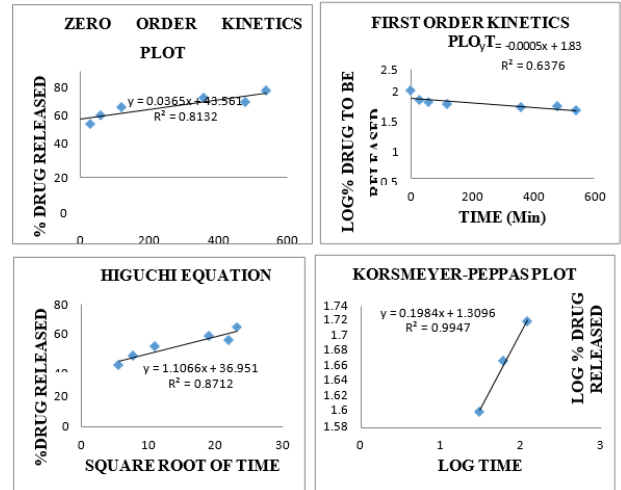 ZERO ORDER KINETICS
PLOT
% DRUG RELEASED
80
60
40
20
0
y = 0.0365x + 43.561
R² = 0.8132
0 200 400 600
FIRST ORDER KINETICS
PLOT
y = -0.0005x + 1.83
R² = 0.6376
LOG% DRUG TO BE
RELEASED
2.5
2
1.5
1
0.5
0 200 400 600
TIME (Min)
HIGUCHI EQUATION
%DRUG RELEASED
80
60
40
20
0
y = 1.1066x + 36.951
R² = 0.8712
0 10 20 30
SQUARE ROOT OF TIME
KORSMEYER-PEPPAS PLOT
1.74
1.72
1.7
1.68
1.66
1.64
1.62
1.6
1.58
y = 0.1984x + 1.3096
R² = 0.9947
LOG % DRUG
RELEASED
0 1 2 3
LOG TIME